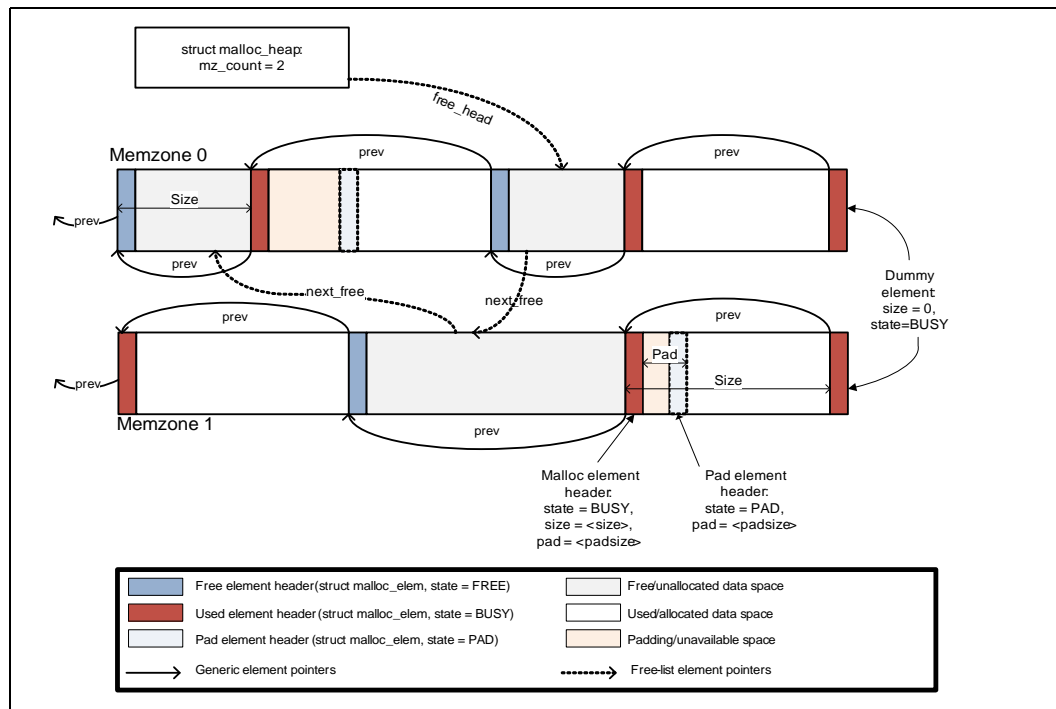 struct malloc_heap:
mz_count = 2
free_head
Memzone 0
prev
prev
Size
prev
prev
prev
next_free
next_free
Dummy
element:
size = 0,
state=BUSY
prev
prev
Pad
Size
prev
Memzone 1
prev
Malloc element
header:
state = BUSY,
size = <size>,
pad = <padsize>
Pad element
header:
state = PAD,
pad = <padsize>
Free element header(struct malloc_elem, state = FREE)
Free/unallocated data space
Used element header(struct malloc_elem, state = BUSY)
Used/allocated data space
Pad element header (struct malloc_elem, state = PAD)
Padding/unavailable space
Generic element pointers
Free-list element pointers